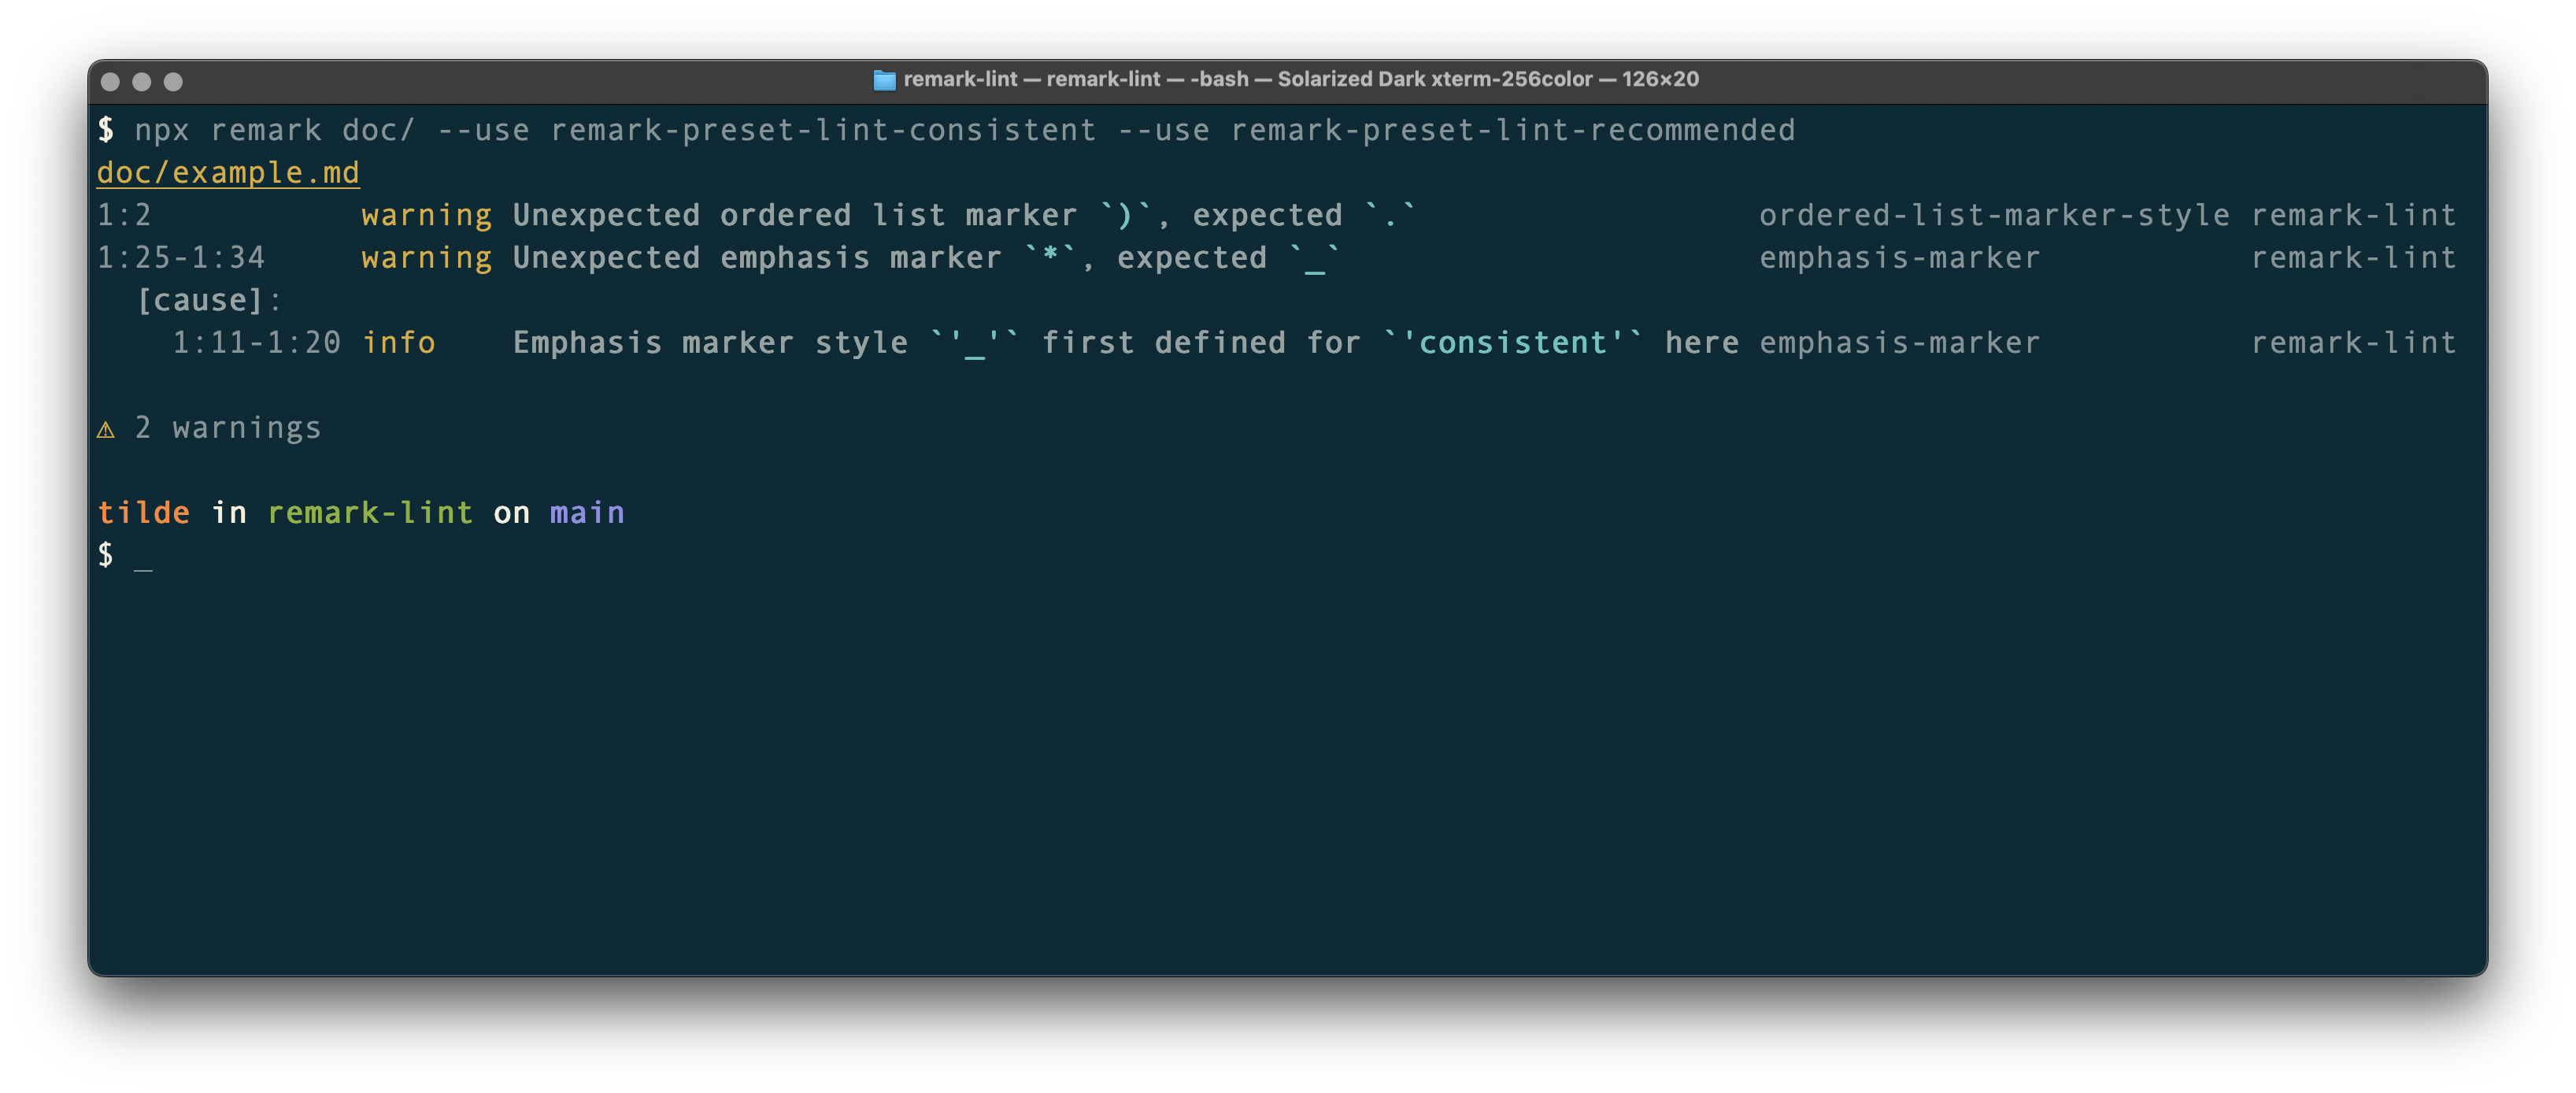 remark-lint — remark-lint — -bash — Solarized Dark xterm-256color — 126×20
$ npx remark doc/ --use remark-preset-lint-consistent --use remark-preset-lint-recommended
doc/example.md
1:2           warning Unexpected ordered list marker `)`, expected `.`                  ordered-list-marker-style remark-lint
1:25-1:34     warning Unexpected emphasis marker `*`, expected `_`                      emphasis-marker           remark-lint
  [cause]:
    1:11-1:20 info    Emphasis marker style `'_'` first defined for `'consistent'` here emphasis-marker           remark-lint
⚠ 2 warnings
tilde in remark-lint on main
$ _